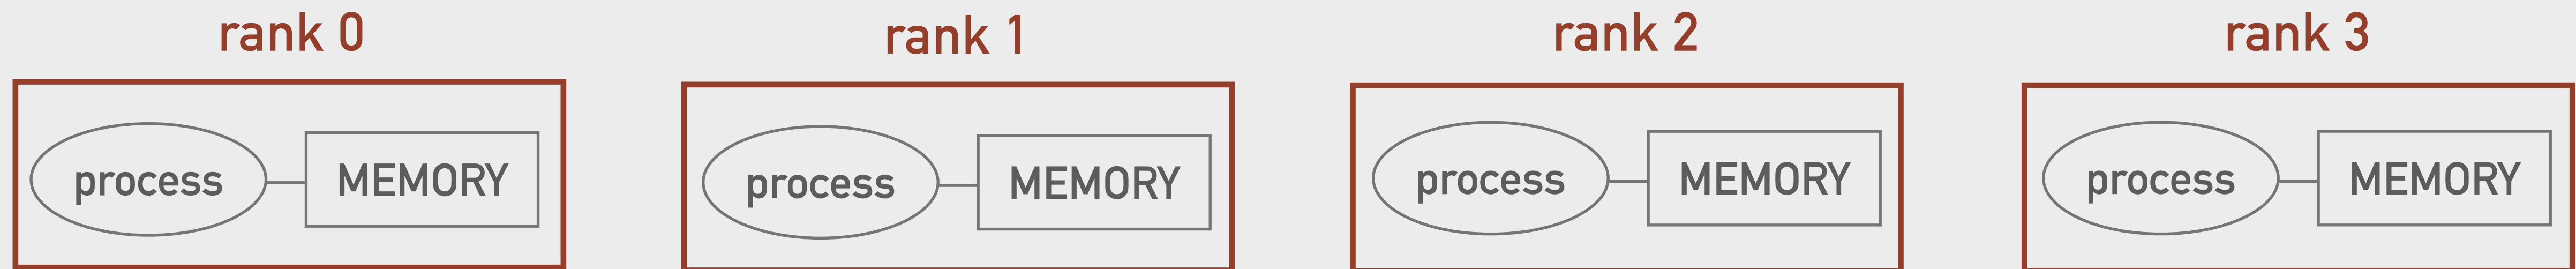 rank 0 rank 1 rank 2 rank 3
process MEMORY process MEMORY process MEMORY process MEMORY